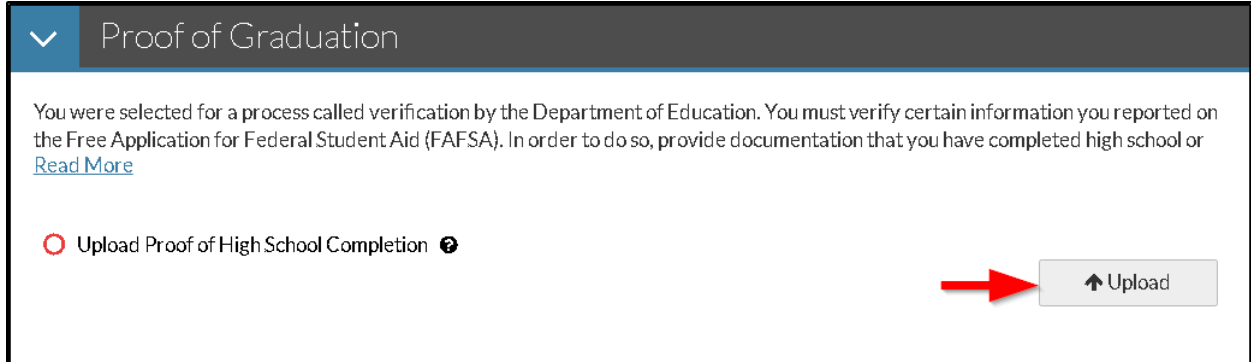 Proof of Graduation
You were selected for a process called verification by the Department of Education. You must verify certain information you reported on
the Free Application for Federal Student Aid (FAFSA). In order to do so, provide documentation that you have completed high school or
Read More
Upload Proof of High School Completion
Upload